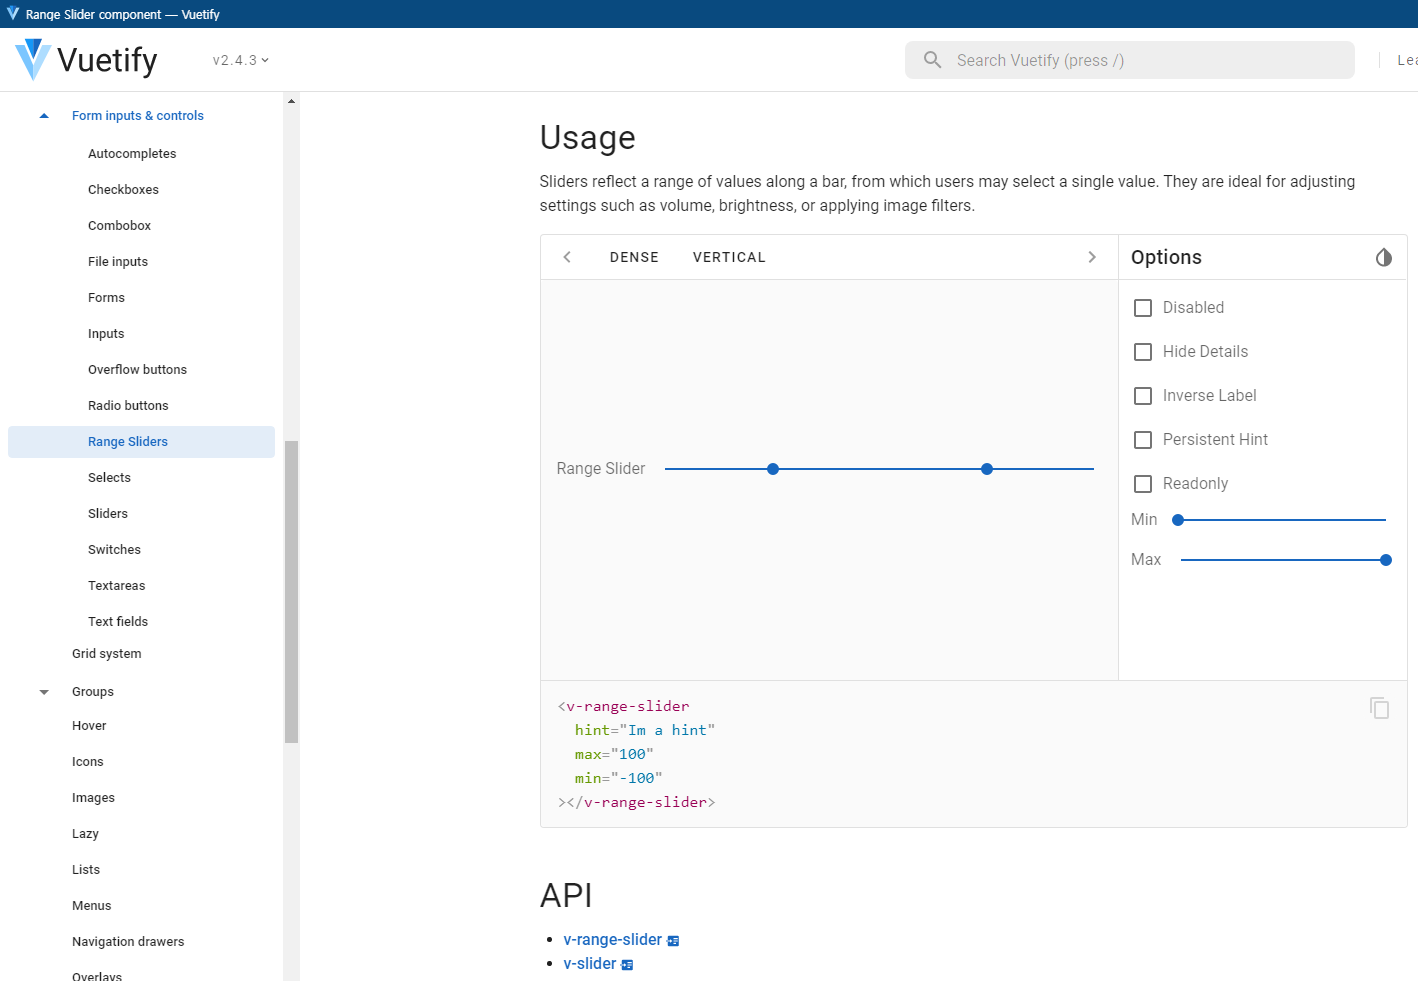 Range Slider component — Vuetify
Vuetify
v2.4.3
Search Vuetify (press /)
Form inputs & controls
Autocompletes
Checkboxes
Combobox
File inputs
Forms
Inputs
Overflow buttons
Radio buttons
Range Sliders
Selects
Sliders
Switches
Textareas
Text fields
Grid system
Groups
Hover
Icons
Images
Lazy
Lists
Menus
Navigation drawers
Overlays
Usage
Sliders reflect a range of values along a bar, from which users may select a single value. They are ideal for adjusting
settings such as volume, brightness, or applying image filters.
DENSE VERTICAL
Range Slider
Options
Disabled
Hide Details
Inverse Label
Persistent Hint
Readonly
Min
Max
<v-range-slider
hint="Im a hint"
max="100"
min="-100"
></v-range-slider>
API
v-range-slider
v-slider